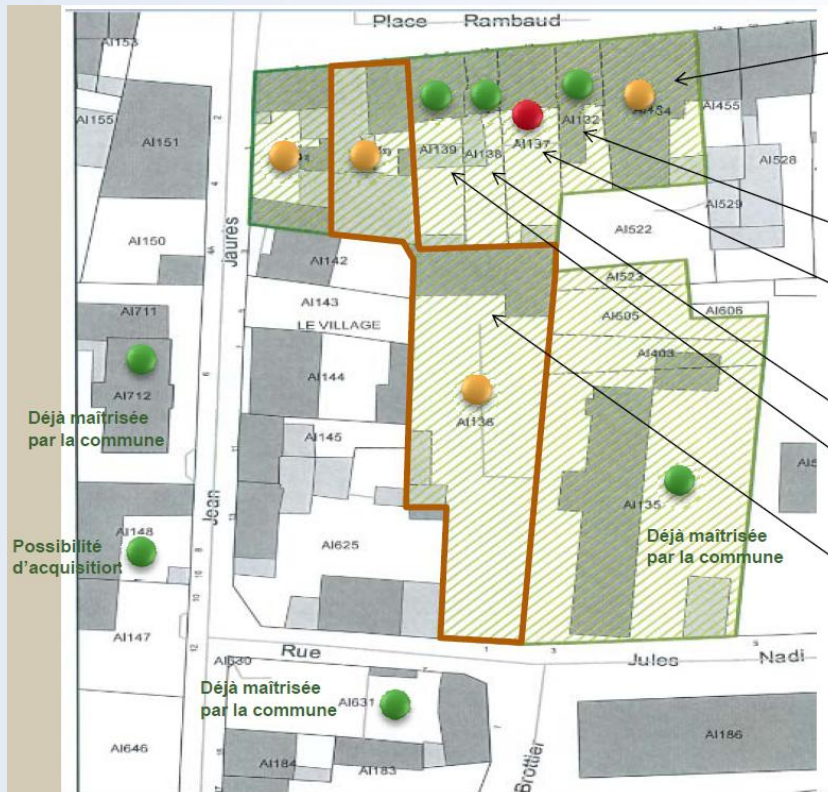 Place Rambaud
AI153
AI155
AI151
AI150
AI139
AI138
AI137
AI132
AI455
AI528
AI529
AI522
Jaurès
AI142
AI143
LE VILLAGE
AI711
AI712
Déjà maîtrisée
par la commune
AI144
AI145
AI136
AI523
AI505
AI606
AI403
AI135
Déjà maîtrisée
par la commune
Jean
AI148
Possibilité
d'acquisition
AI625
AI147
Rue
Jules Nadi
AI630
Déjà maîtrisée
par la commune
AI631
AI646
AI184
AI183
Brottier
AI186